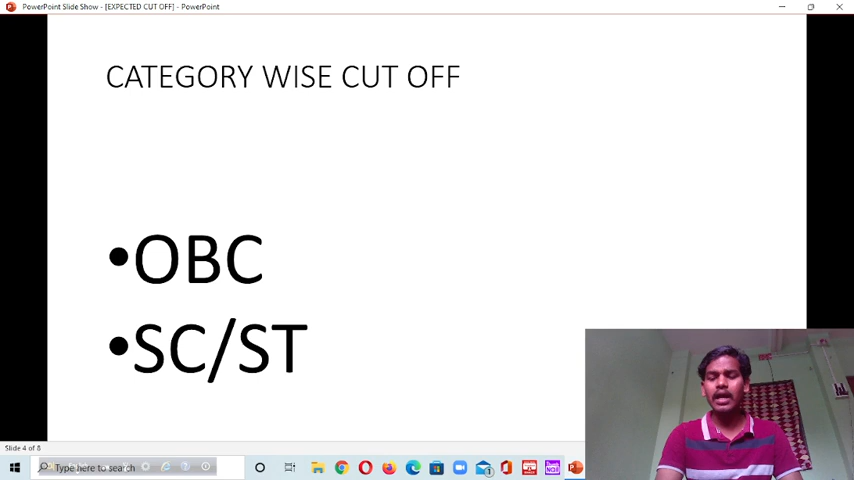 PowerPoint Slide Show - [EXPECTED CUT OFF] - PowerPoint
CATEGORY WISE CUT OFF
•OBC
•SC/ST
Slide 4 of 8
Type here to search